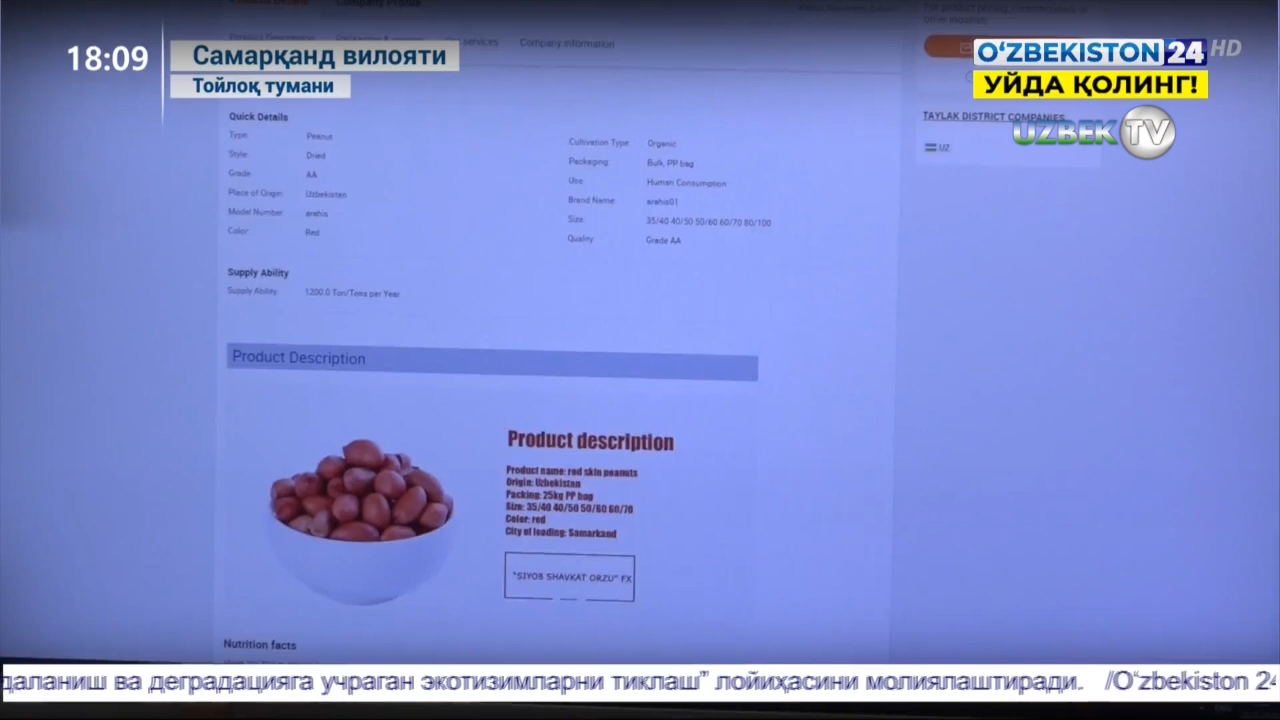 Company Profile
services Company Information
other inquiries
18:09
Самарқанд вилояти
Тойлоқ тумани
O‘ZBEKISTON 24 HD
УЙДА ҚОЛИНГ!
UZBEK TV
TAYLAK DISTRICT COMPANIES
UZ
Quick Details
Type: Peanut
Style: Dried
Grade: AA
Place of Origin: Uzbekistan
Model Number: arahis
Color: Red
Cultivation Type: Organic
Packaging: Bulk, PP bag
Use: Human Consumption
Brand Name: arahis01
Size: 35/40 40/50 50/60 60/70 80/100
Quality: Grade AA
Supply Ability
Supply Ability: 1200.0 Ton/Tons per Year
Product Description
Product description
Product name: red skin peanuts
Origin: Uzbekistan
Packing: 25kg PP bag
Size: 35/40 40/50 50/60 60/70
Color: red
City of loading: Samarkand
"SIYOB SHAVKAT ORZU" FX
Nutrition facts
даланиш ва деградацияга учраган экотизимларни тиклаш” лойиҳасини молиялаштиради. /O‘zbekiston 24